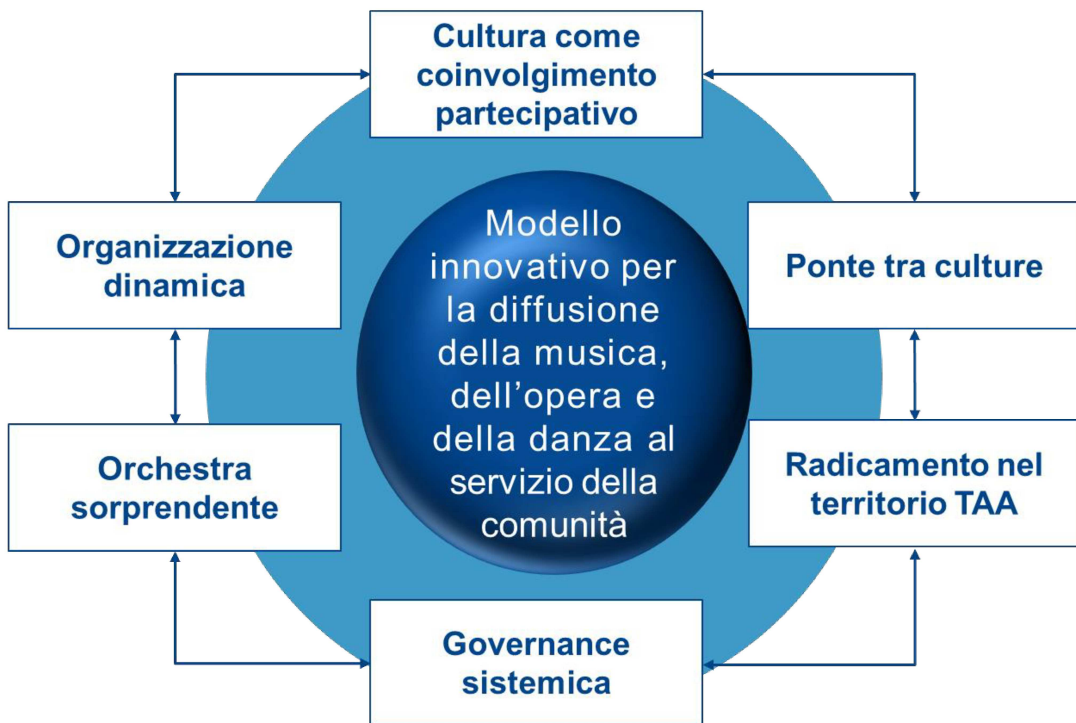 Cultura come
coinvolgimento
partecipativo
Organizzazione
dinamica
Modello
innovativo per
la diffusione
della musica,
dell’opera e
della danza al
servizio della
comunità
Ponte tra culture
Orchestra
sorprendente
Radicamento nel
territorio TAA
Governance
sistemica